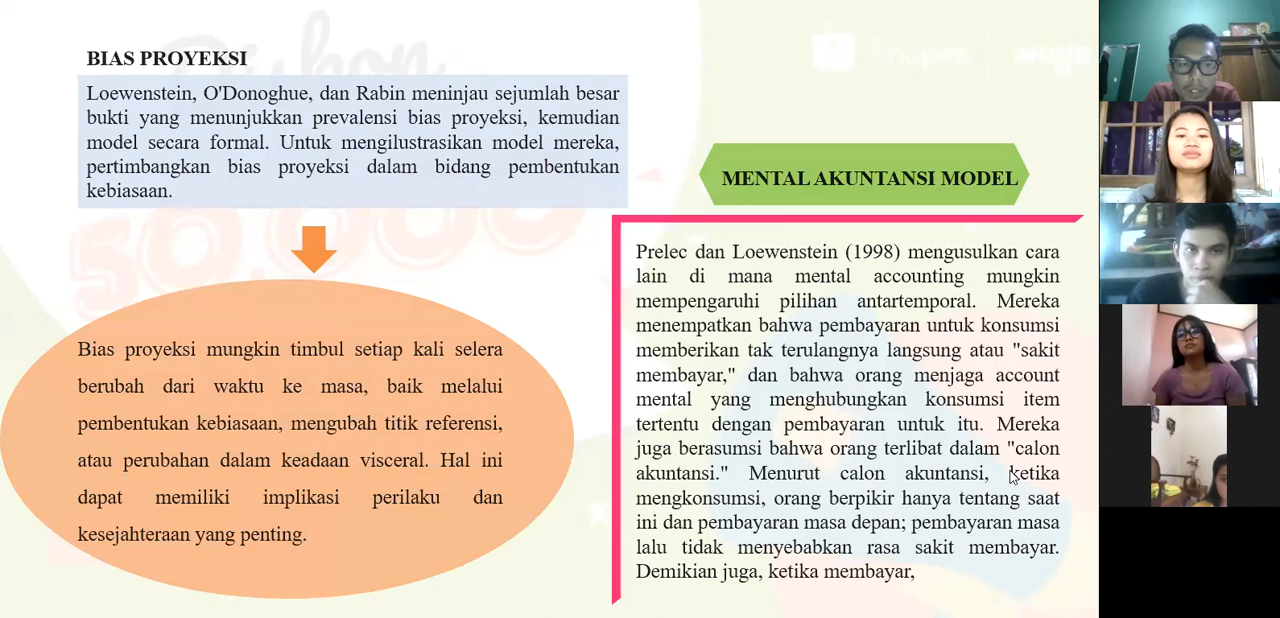 BIAS PROYEKSI
Loewenstein, O'Donoghue, dan Rabin meninjau sejumlah besar
bukti yang menunjukkan prevalensi bias proyeksi, kemudian
model secara formal. Untuk mengilustrasikan model mereka,
pertimbangkan bias proyeksi dalam bidang pembentukan
kebiasaan.
Bias proyeksi mungkin timbul setiap kali selera
berubah dari waktu ke masa, baik melalui
pembentukan kebiasaan, mengubah titik referensi,
atau perubahan dalam keadaan visceral. Hal ini
dapat memiliki implikasi perilaku dan
kesejahteraan yang penting.
MENTAL AKUNTANSI MODEL
Prelec dan Loewenstein (1998) mengusulkan cara
lain di mana mental accounting mungkin
mempengaruhi pilihan antartemporal. Mereka
menempatkan bahwa pembayaran untuk konsumsi
memberikan tak terulangnya langsung atau "sakit
membayar," dan bahwa orang menjaga account
mental yang menghubungkan konsumsi item
tertentu dengan pembayaran untuk itu. Mereka
juga berasumsi bahwa orang terlibat dalam "calon
akuntansi." Menurut calon akuntansi, ketika
mengkonsumsi, orang berpikir hanya tentang saat
ini dan pembayaran masa depan; pembayaran masa
lalu tidak menyebabkan rasa sakit membayar.
Demikian juga, ketika membayar,
50.000